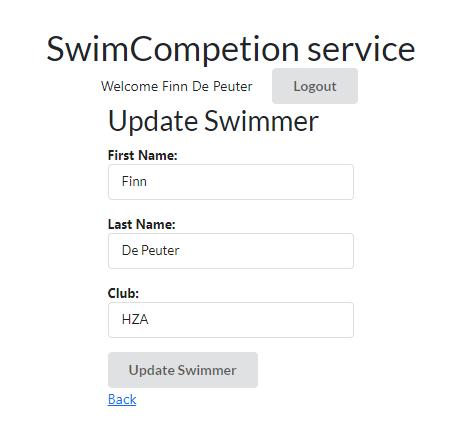 SwimCompetion service
Welcome Finn De Peuter Logout
Update Swimmer
First Name:
Finn
Last Name:
De Peuter
Club:
HZA
Update Swimmer
Back